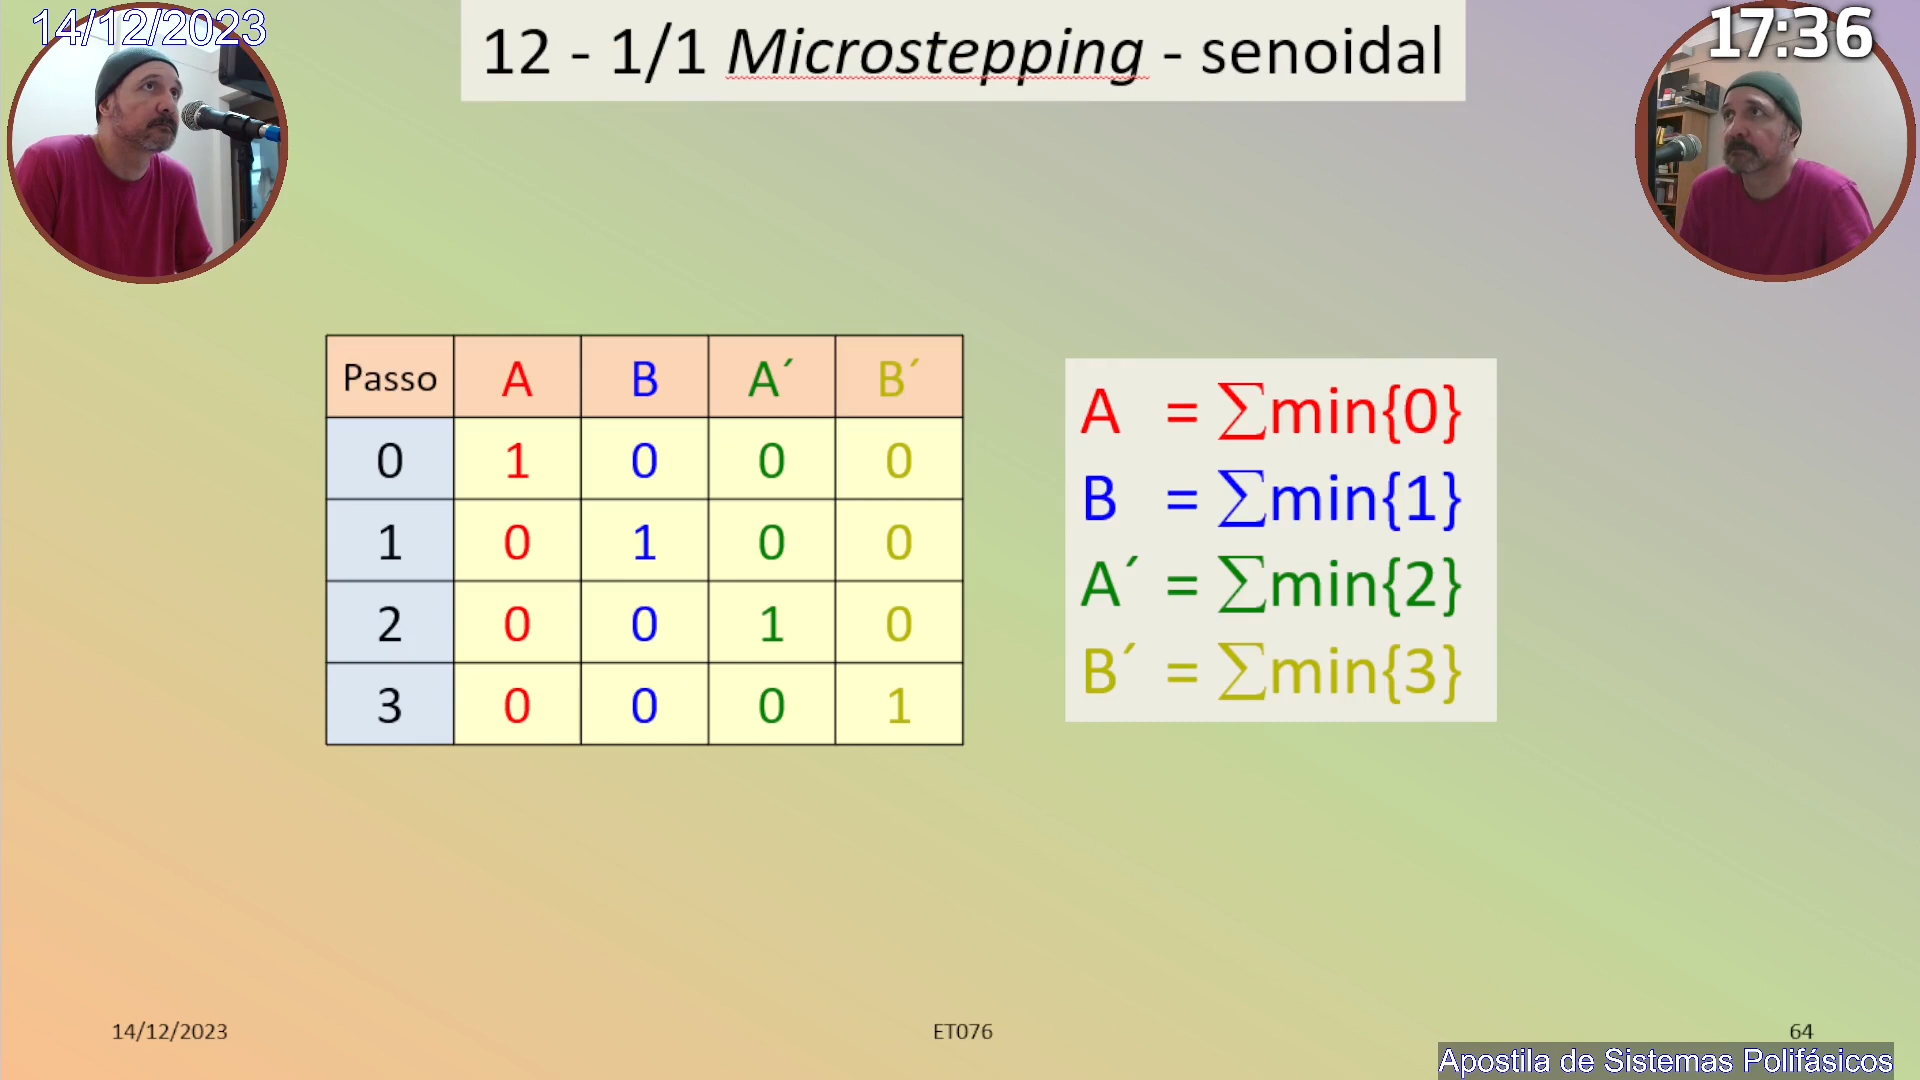 14/12/2023
12 - 1/1 Microstepping - senoidal
17:36
Passo A B A´ B´
0 1 0 0 0
1 0 1 0 0
2 0 0 1 0
3 0 0 0 1
A = ∑min{0}
B = ∑min{1}
A´ = ∑min{2}
B´ = ∑min{3}
14/12/2023
ET076
64
Apostila de Sistemas Polifásicos